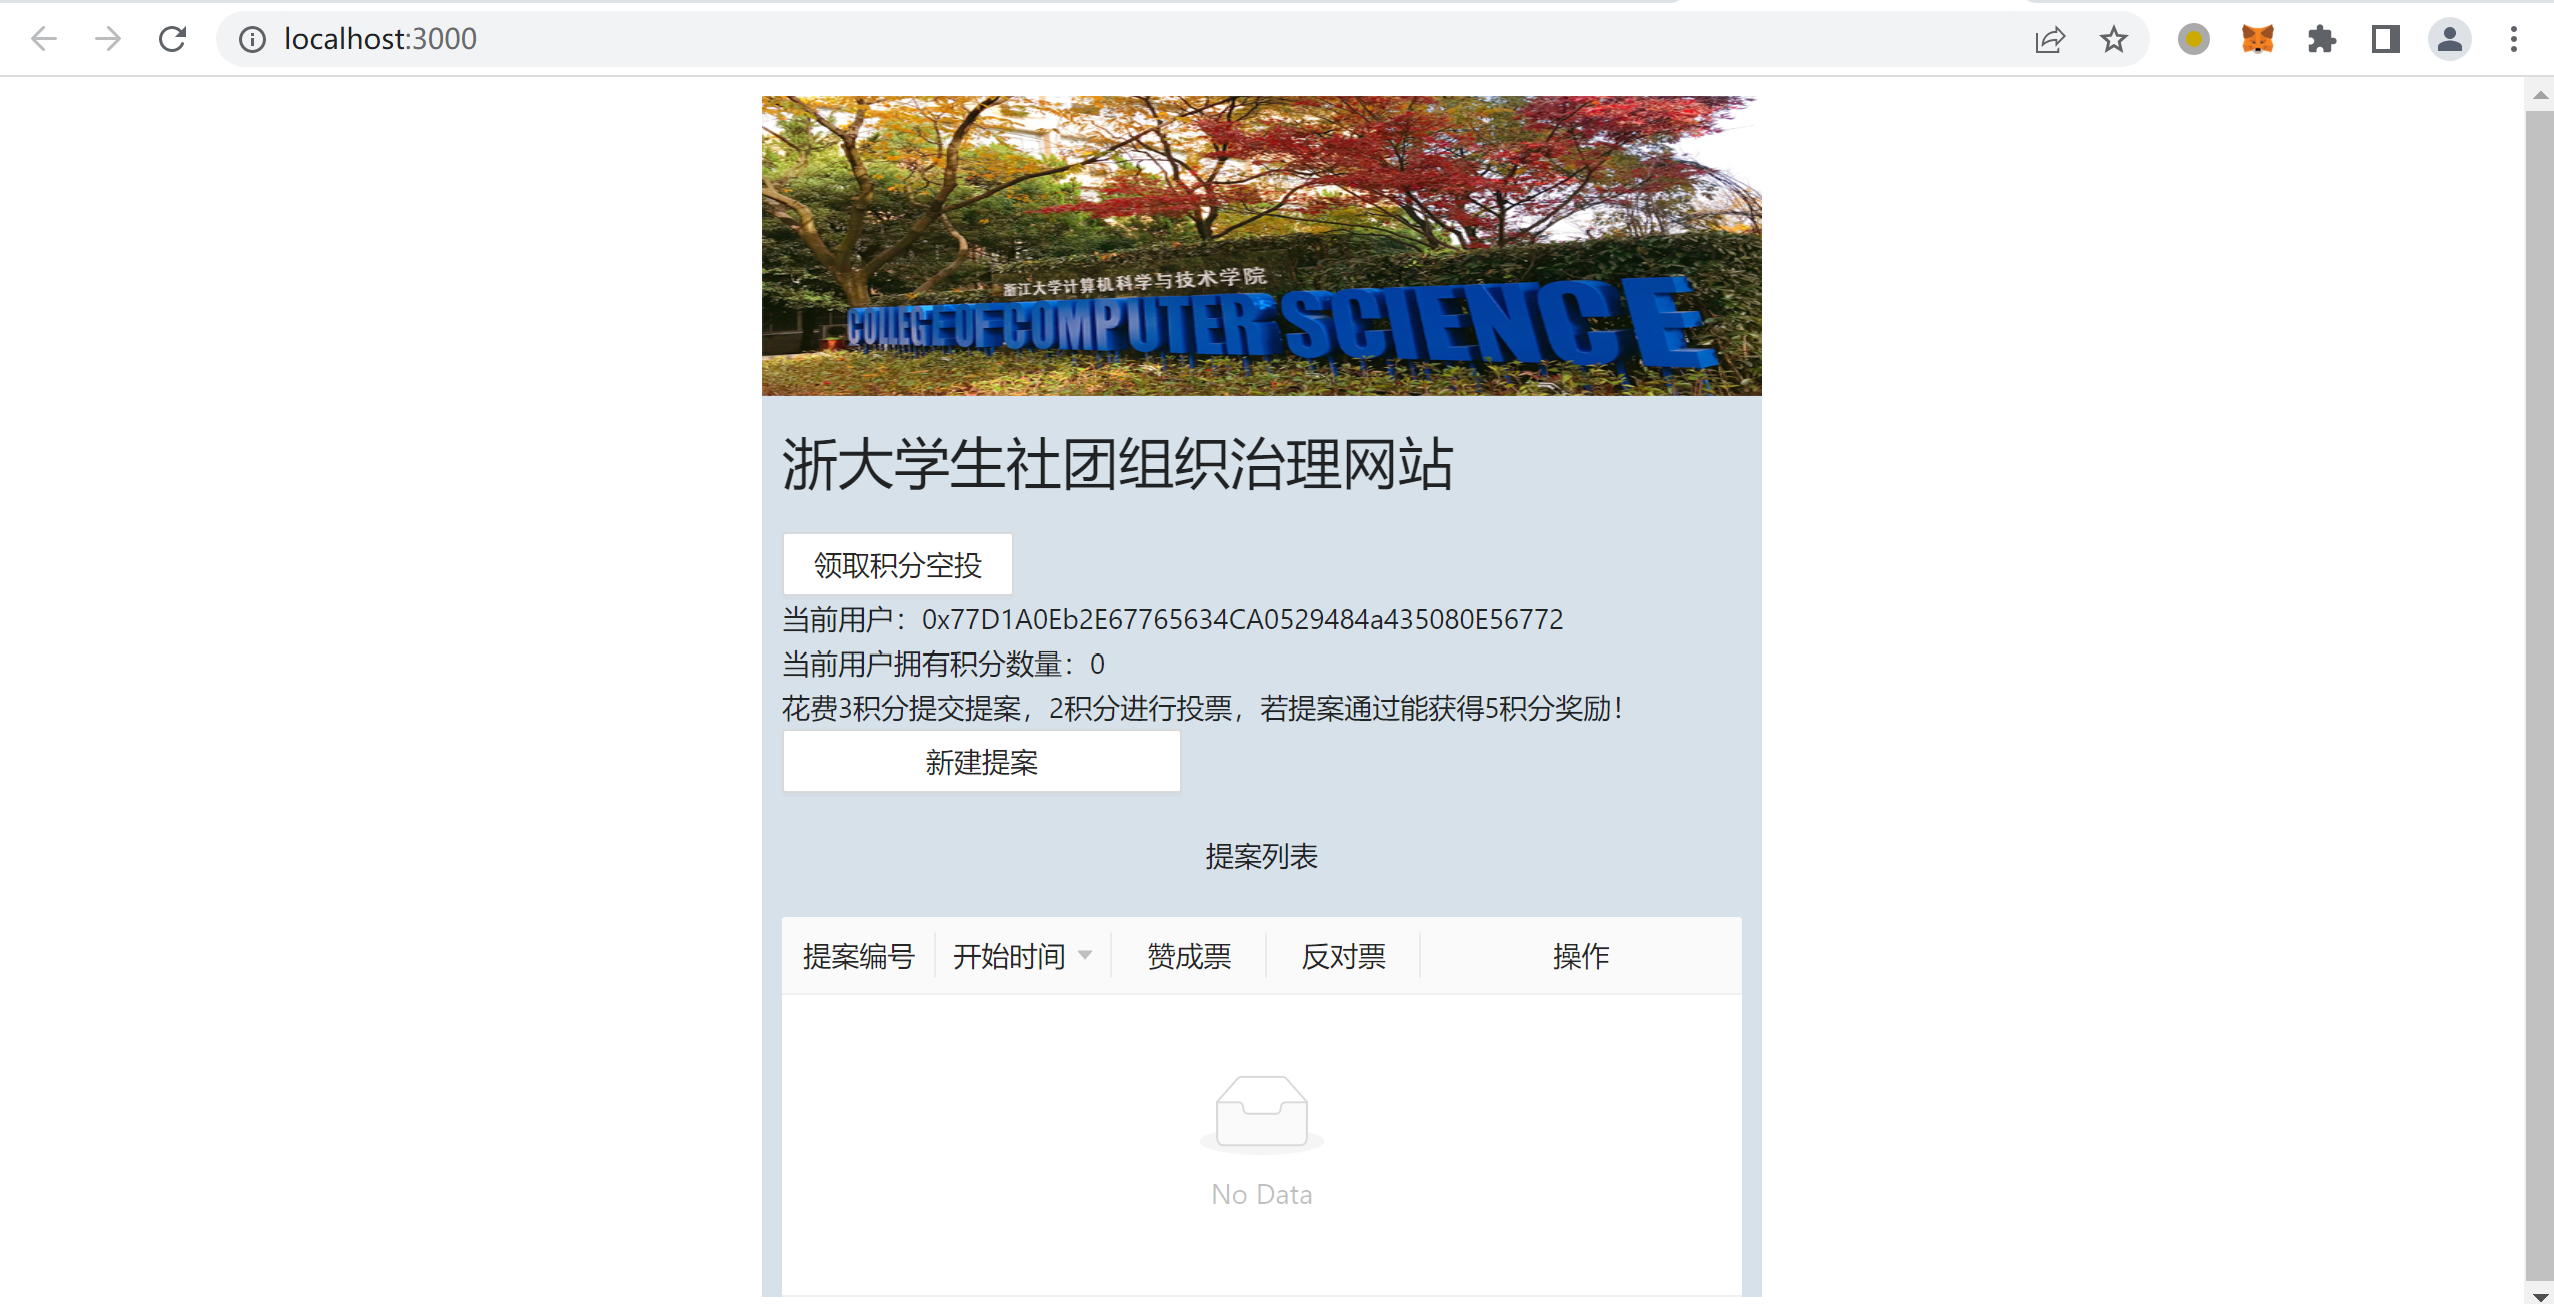 localhost:3000
浙江大学计算机科学与技术学院
COLLEGE OF COMPUTER SCIENCE
浙大学生社团组织治理网站
领取积分空投
当前用户：0x77D1A0Eb2E67765634CA0529484a435080E56772
当前用户拥有积分数量：0
花费3积分提交提案，2积分进行投票，若提案通过能获得5积分奖励！
新建提案
提案列表
提案编号 开始时间 赞成票 反对票 操作
No Data